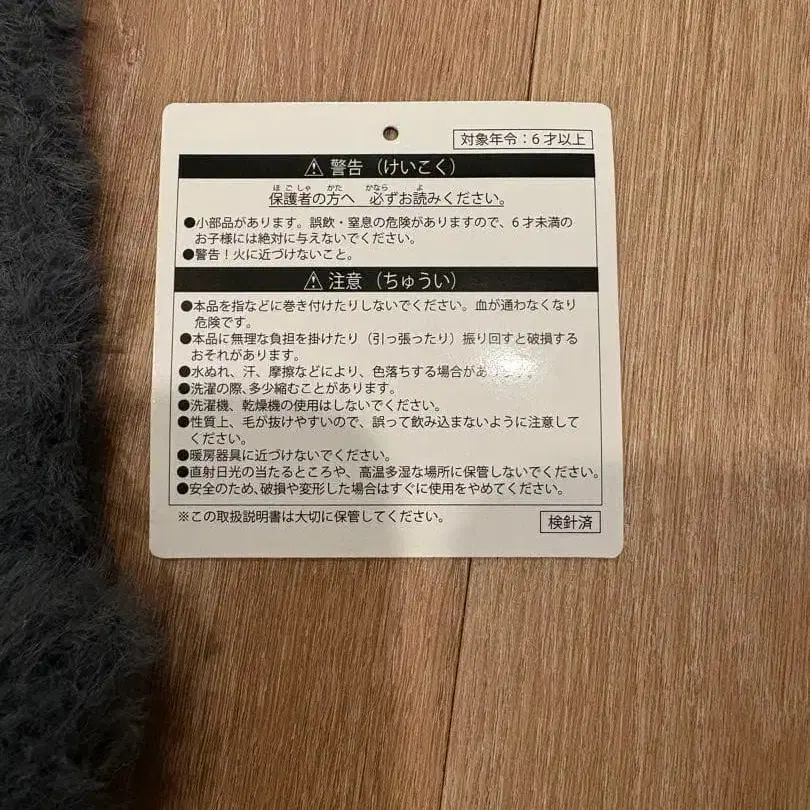 対象年令：6才以上
⚠ 警告（けいこく）
保護者の方へ 必ずお読みください。
●小部品があります。誤飲・窒息の危険がありますので、6才未満の
お子様には絶対に与えないでください。
●警告！火に近づけないこと。
⚠ 注意（ちゅうい）
●本品を指などに巻き付けたりしないでください。血が通わなくなり
危険です。
●本品に無理な負担を掛けたり（引っ張ったり）振り回すと破損する
おそれがあります。
●水ぬれ、汗、摩擦などにより、色落ちする場合があ
●洗濯の際、多少縮むことがあります。
●洗濯機、乾燥機の使用はしないでください。
●性質上、毛が抜けやすいので、誤って飲み込まないように注意して
ください。
●暖房器具に近づけないでください。
●直射日光の当たるところや、高温多湿な場所に保管しないでください。
●安全のため、破損や変形した場合はすぐに使用をやめてください。
※この取扱説明書は大切に保管してください。
検針済